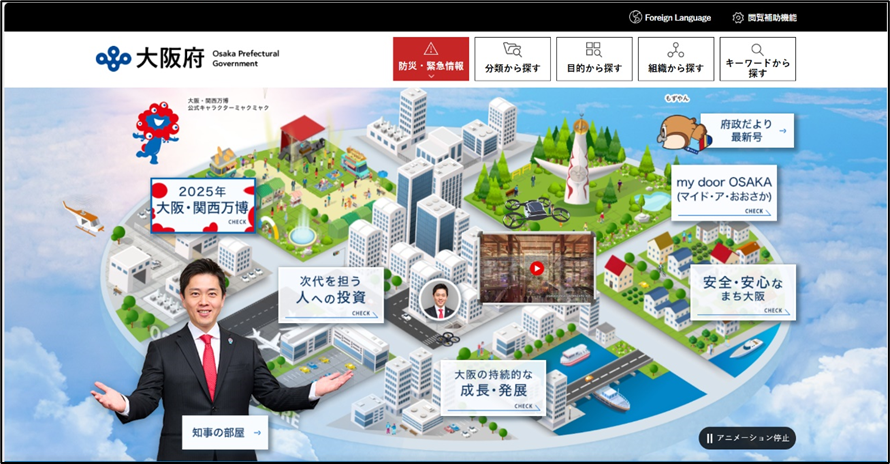 Foreign Language
閲覧補助機能
大阪府
Osaka Prefectural
Government
防災・緊急情報
分類から探す
目的から探す
組織から探す
キーワードから
探す
大阪・関西万博
公式キャラクターミャクミャク
もずやん
府政だより
最新号
2025年
大阪・関西万博
CHECK
my door OSAKA
(マイド・ア・おおさか)
CHECK
次代を担う
人への投資
CHECK
安全・安心な
まち大阪
CHECK
大阪の持続的な
成長・発展
CHECK
知事の部屋
アニメーション停止